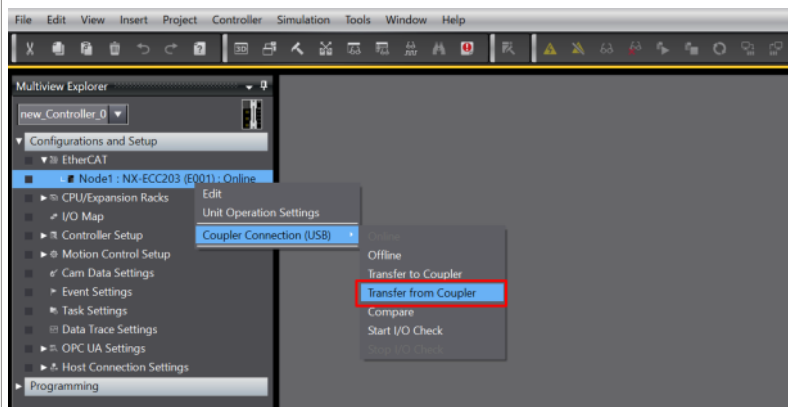 File Edit View Insert Project Controller Simulation Tools Window Help
3D
Multiview Explorer
new_Controller_0
Configurations and Setup
EtherCAT
Node1 : NX-ECC203 (E001) : Online
CPU/Expansion Racks
I/O Map
Controller Setup
Motion Control Setup
Cam Data Settings
Event Settings
Task Settings
Data Trace Settings
OPC UA Settings
Host Connection Settings
Programming
Edit
Unit Operation Settings
Coupler Connection (USB)
Online
Offline
Transfer to Coupler
Transfer from Coupler
Compare
Start I/O Check
Stop I/O Check